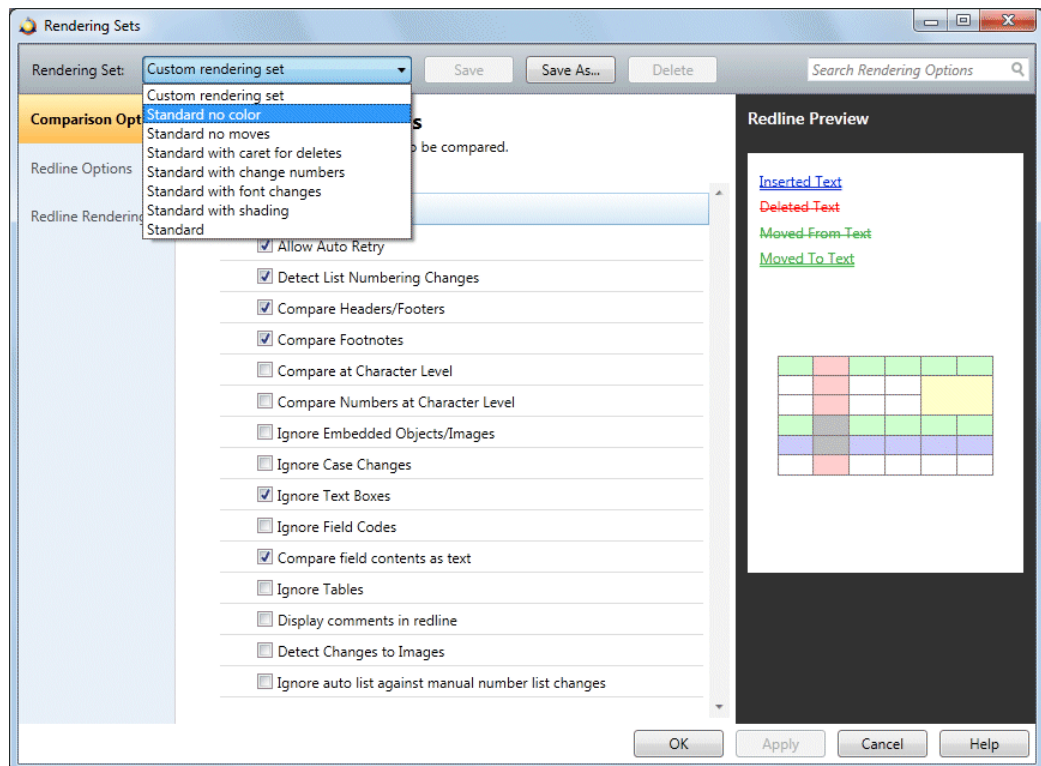 Rendering Sets
Rendering Set: Custom rendering set Save Save As... Delete Search Rendering Options
Custom rendering set
Standard no color
Standard no moves
Standard with caret for deletes
Standard with change numbers
Standard with font changes
Standard with shading
Standard
Comparison Opt
Redline Options
Redline Rendering
s
o be compared.
Allow Auto Retry
Detect List Numbering Changes
Compare Headers/Footers
Compare Footnotes
Compare at Character Level
Compare Numbers at Character Level
Ignore Embedded Objects/Images
Ignore Case Changes
Ignore Text Boxes
Ignore Field Codes
Compare field contents as text
Ignore Tables
Display comments in redline
Detect Changes to Images
Ignore auto list against manual number list changes
Redline Preview
Inserted Text
Deleted Text
Moved From Text
Moved To Text
OK Apply Cancel Help